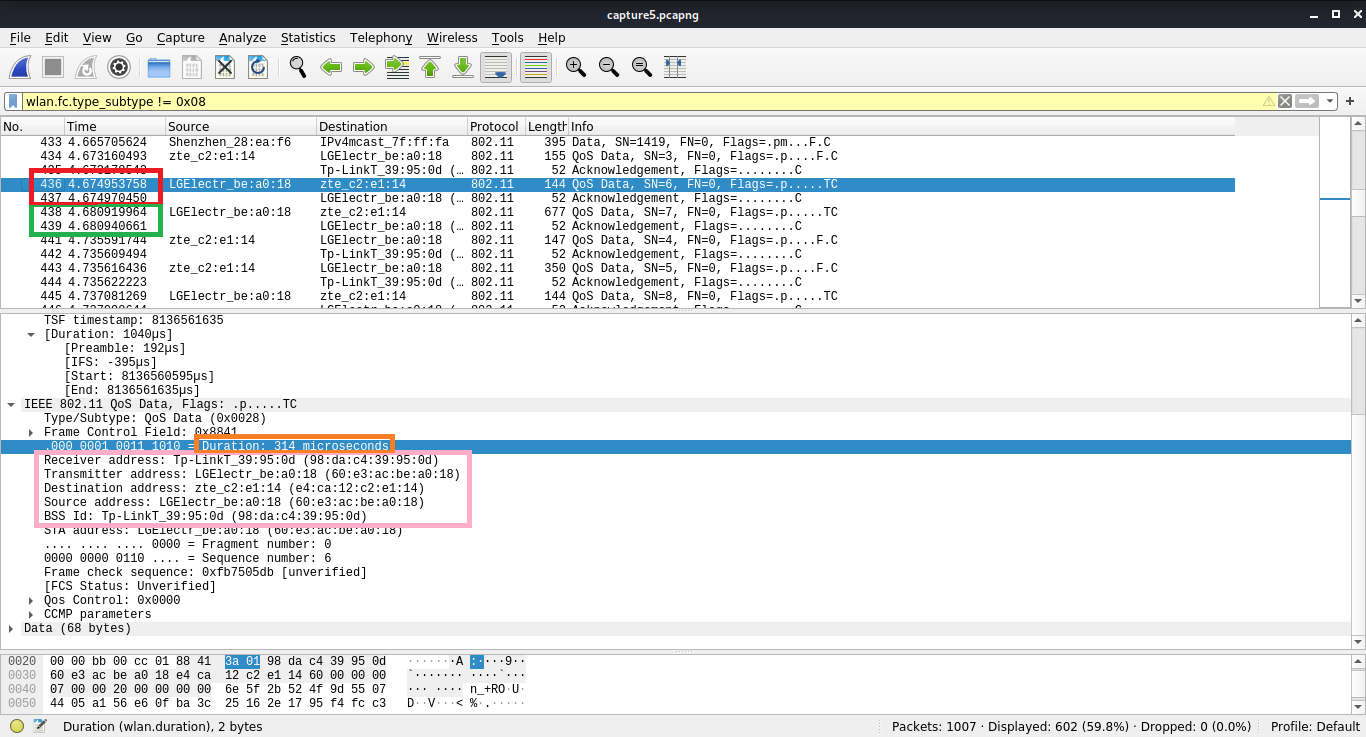 capture5.pcapng
File Edit View Go Capture Analyze Statistics Telephony Wireless Tools Help
wlan.fc.type_subtype != 0x08
No. Time Source Destination Protocol Length Info
433 4.665705624 Shenzhen_28:ea:f6 IPv4mcast_7f:ff:fa 802.11 395 Data, SN=1419, FN=0, Flags=.pm...F.C
434 4.673160493 zte_c2:e1:14 LGElectr_be:a0:18 802.11 155 QoS Data, SN=3, FN=0, Flags=.p....F.C
Tp-LinkT_39:95:0d (… 802.11 52 Acknowledgement, Flags=........C
436 4.674953758 LGElectr_be:a0:18 zte_c2:e1:14 802.11 144 QoS Data, SN=6, FN=0, Flags=.p.....TC
437 4.674970450 LGElectr_be:a0:18 (… 802.11 52 Acknowledgement, Flags=........C
438 4.680919964 LGElectr_be:a0:18 zte_c2:e1:14 802.11 677 QoS Data, SN=7, FN=0, Flags=.p.....TC
439 4.680940661 LGElectr_be:a0:18 (… 802.11 52 Acknowledgement, Flags=........C
441 4.735591744 zte_c2:e1:14 LGElectr_be:a0:18 802.11 147 QoS Data, SN=4, FN=0, Flags=.p....F.C
442 4.735609494 Tp-LinkT_39:95:0d (… 802.11 52 Acknowledgement, Flags=........C
443 4.735616436 zte_c2:e1:14 LGElectr_be:a0:18 802.11 350 QoS Data, SN=5, FN=0, Flags=.p....F.C
444 4.735622223 Tp-LinkT_39:95:0d (… 802.11 52 Acknowledgement, Flags=........C
445 4.737081269 LGElectr_be:a0:18 zte_c2:e1:14 802.11 144 QoS Data, SN=8, FN=0, Flags=.p.....TC
TSF timestamp: 8136561635
[Duration: 1040µs]
[Preamble: 192µs]
[IFS: -395µs]
[Start: 8136560595µs]
[End: 8136561635µs]
IEEE 802.11 QoS Data, Flags: .p.....TC
Type/Subtype: QoS Data (0x0028)
Frame Control Field: 0x8841
.000 0001 0011 1010 = Duration: 314 microseconds
Receiver address: Tp-LinkT_39:95:0d (98:da:c4:39:95:0d)
Transmitter address: LGElectr_be:a0:18 (60:e3:ac:be:a0:18)
Destination address: zte_c2:e1:14 (e4:ca:12:c2:e1:14)
Source address: LGElectr_be:a0:18 (60:e3:ac:be:a0:18)
BSS Id: Tp-LinkT_39:95:0d (98:da:c4:39:95:0d)
STA address: LGElectr_be:a0:18 (60:e3:ac:be:a0:18)
.... .... .... 0000 = Fragment number: 0
0000 0000 0110 .... = Sequence number: 6
Frame check sequence: 0xfb7505db [unverified]
[FCS Status: Unverified]
Qos Control: 0x0000
CCMP parameters
Data (68 bytes)
0020 00 00 bb 00 cc 01 88 41 3a 01 98 da c4 39 95 0d ·······A :····9··
0030 60 e3 ac be a0 18 e4 ca 12 c2 e1 14 60 00 00 00 `······· ····`···
0040 07 00 00 20 00 00 00 00 6e 5f 2b 52 4f 9d 55 07 ··· ···· n_+RO·U·
0050 44 05 a1 56 e6 0f ba 3c 25 16 2e 17 95 f4 fc c3 D··V···< %·.·····
Duration (wlan.duration), 2 bytes Packets: 1007 · Displayed: 602 (59.8%) · Dropped: 0 (0.0%) Profile: Default